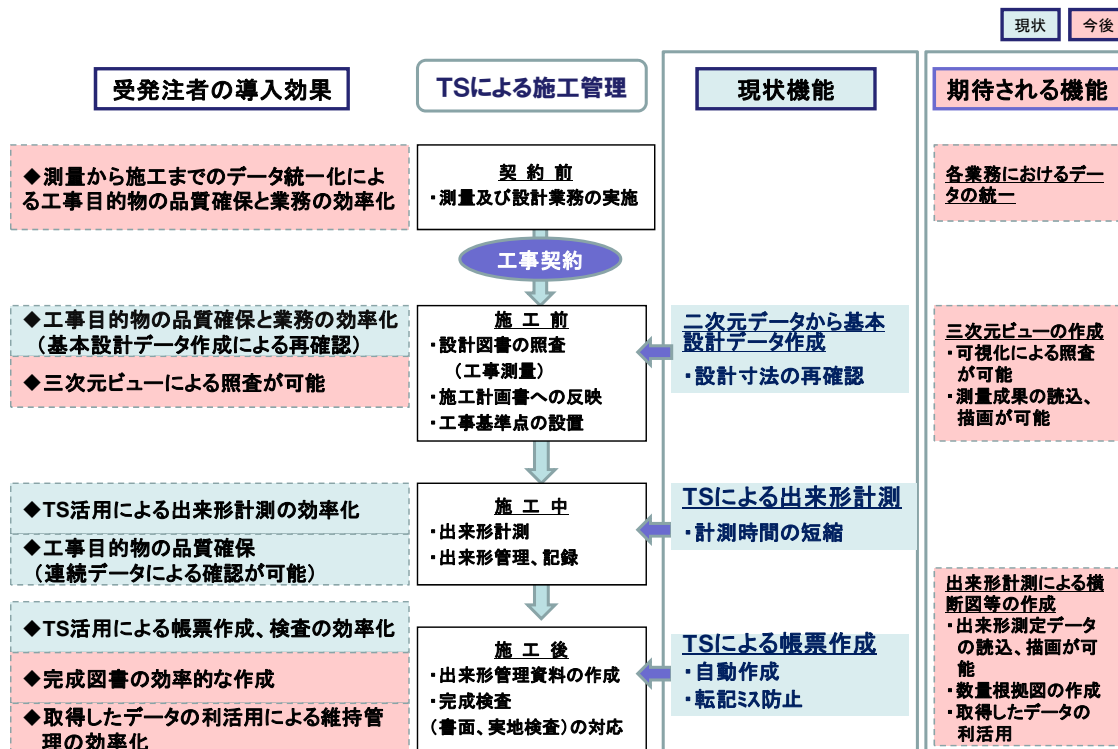 現状
今後
受発注者の導入効果
TSによる施工管理
現状機能
期待される機能
◆測量から施工までのデータ統一化によ
る工事目的物の品質確保と業務の効率化
契 約 前
・測量及び設計業務の実施
各業務におけるデー
タの統一
工事契約
◆工事目的物の品質確保と業務の効率化
（基本設計データ作成による再確認）
◆三次元ビューによる照査が可能
施 工 前
・設計図書の照査
（工事測量）
・施工計画書への反映
・工事基準点の設置
二次元データから基本
設計データ作成
・設計寸法の再確認
三次元ビューの作成
・可視化による照査
が可能
・測量成果の読込、
描画が可能
◆TS活用による出来形計測の効率化
◆工事目的物の品質確保
（連続データによる確認が可能）
施 工 中
・出来形計測
・出来形管理、記録
TSによる出来形計測
・計測時間の短縮
◆TS活用による帳票作成、検査の効率化
◆完成図書の効率的な作成
◆取得したデータの利活用による維持管
理の効率化
施 工 後
・出来形管理資料の作成
・完成検査
（書面、実地検査）の対応
TSによる帳票作成
・自動作成
・転記ﾐｽ防止
出来形計測による横
断図等の作成
・出来形測定データ
の読込、描画が可
能
・数量根拠図の作成
・取得したデータの
利活用